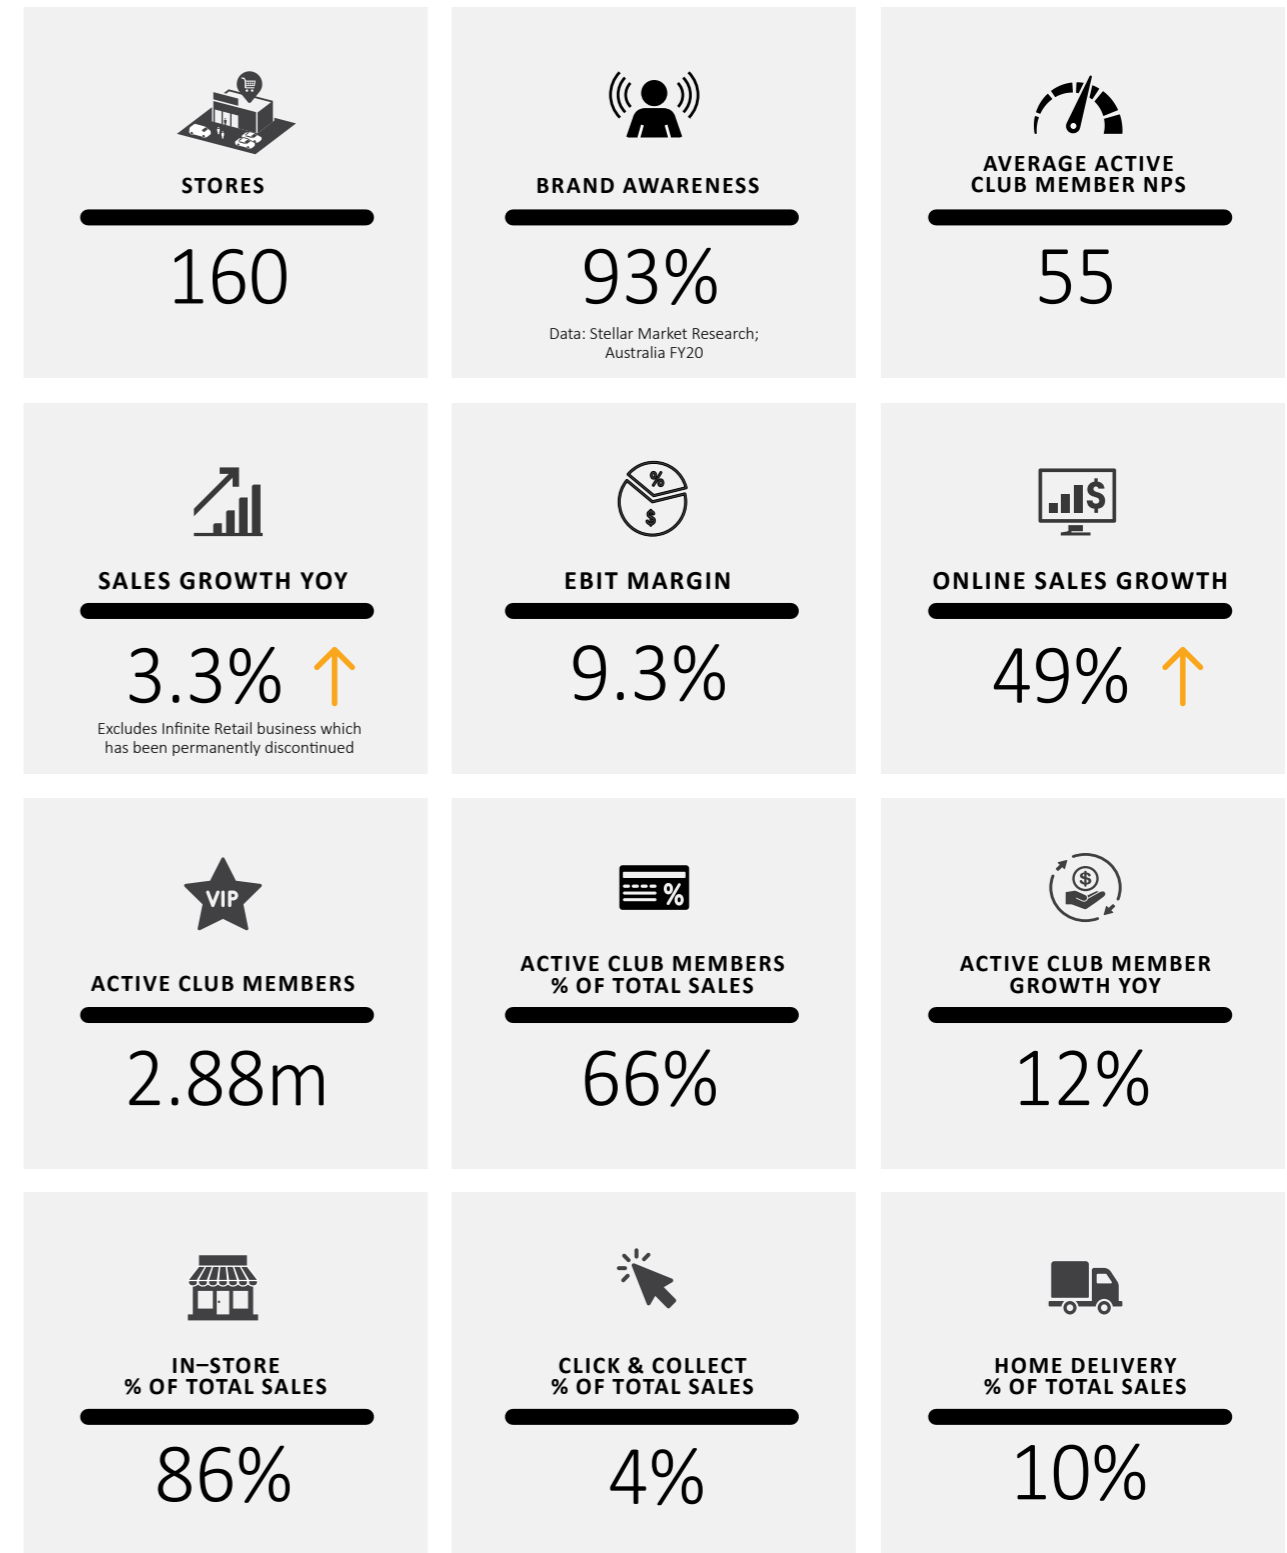 STORES
160
BRAND AWARENESS
93%
Data: Stellar Market Research;
Australia FY20
AVERAGE ACTIVE
CLUB MEMBER NPS
55
SALES GROWTH YOY
3.3%
Excludes Infinite Retail business which
has been permanently discontinued
%
$
EBIT MARGIN
9.3%
$
ONLINE SALES GROWTH
49%
VIP
ACTIVE CLUB MEMBERS
2.88m
%
ACTIVE CLUB MEMBERS
% OF TOTAL SALES
66%
$
ACTIVE CLUB MEMBER
GROWTH YOY
12%
IN–STORE
% OF TOTAL SALES
86%
CLICK & COLLECT
% OF TOTAL SALES
4%
HOME DELIVERY
% OF TOTAL SALES
10%